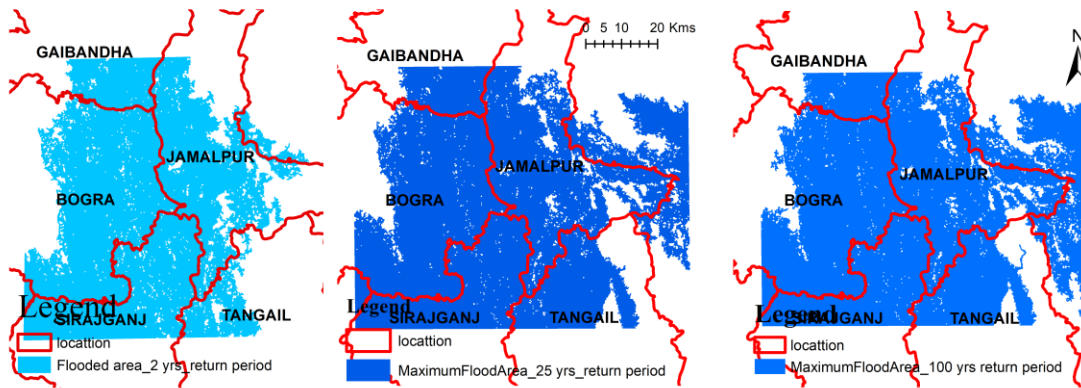 GAIBANDHA
JAMALPUR
BOGRA
Legend
SIRAJGANJ
TANGAIL
locattion
Flooded area_2 yrs_return period
0 5 10 20 Kms
GAIBANDHA
JAMALPUR
BOGRA
Legend
SIRAJGANJ
TANGAIL
locattion
MaximumFloodArea_25 yrs_return period
N
GAIBANDHA
JAMALPUR
BOGRA
Legend
SIRAJGANJ
TANGAIL
locattion
MaximumFloodArea_100 yrs return period